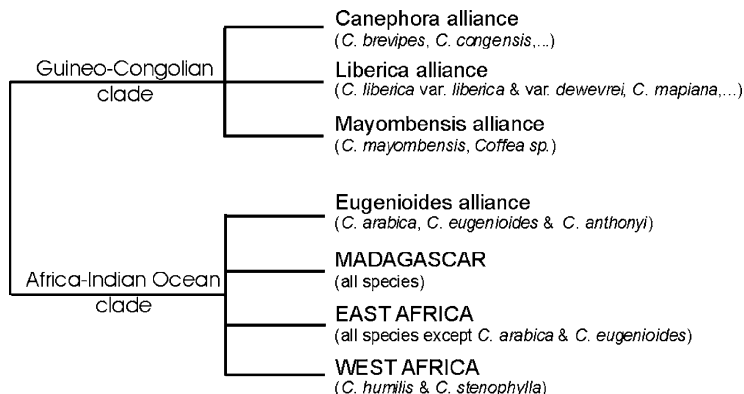 Canephora alliance
(C. brevipes, C. congensis,...)
Guineo-Congolian
clade
Liberica alliance
(C. liberica var. liberica & var. dewevrei, C. mapiana,...)
Mayombensis alliance
(C. mayombensis, Coffea sp.)
Eugenioides alliance
(C. arabica, C. eugenioides & C. anthonyi)
Africa-Indian Ocean
clade
MADAGASCAR
(all species)
EAST AFRICA
(all species except C. arabica & C. eugenioides)
WEST AFRICA
(C. humilis & C. stenophylla)